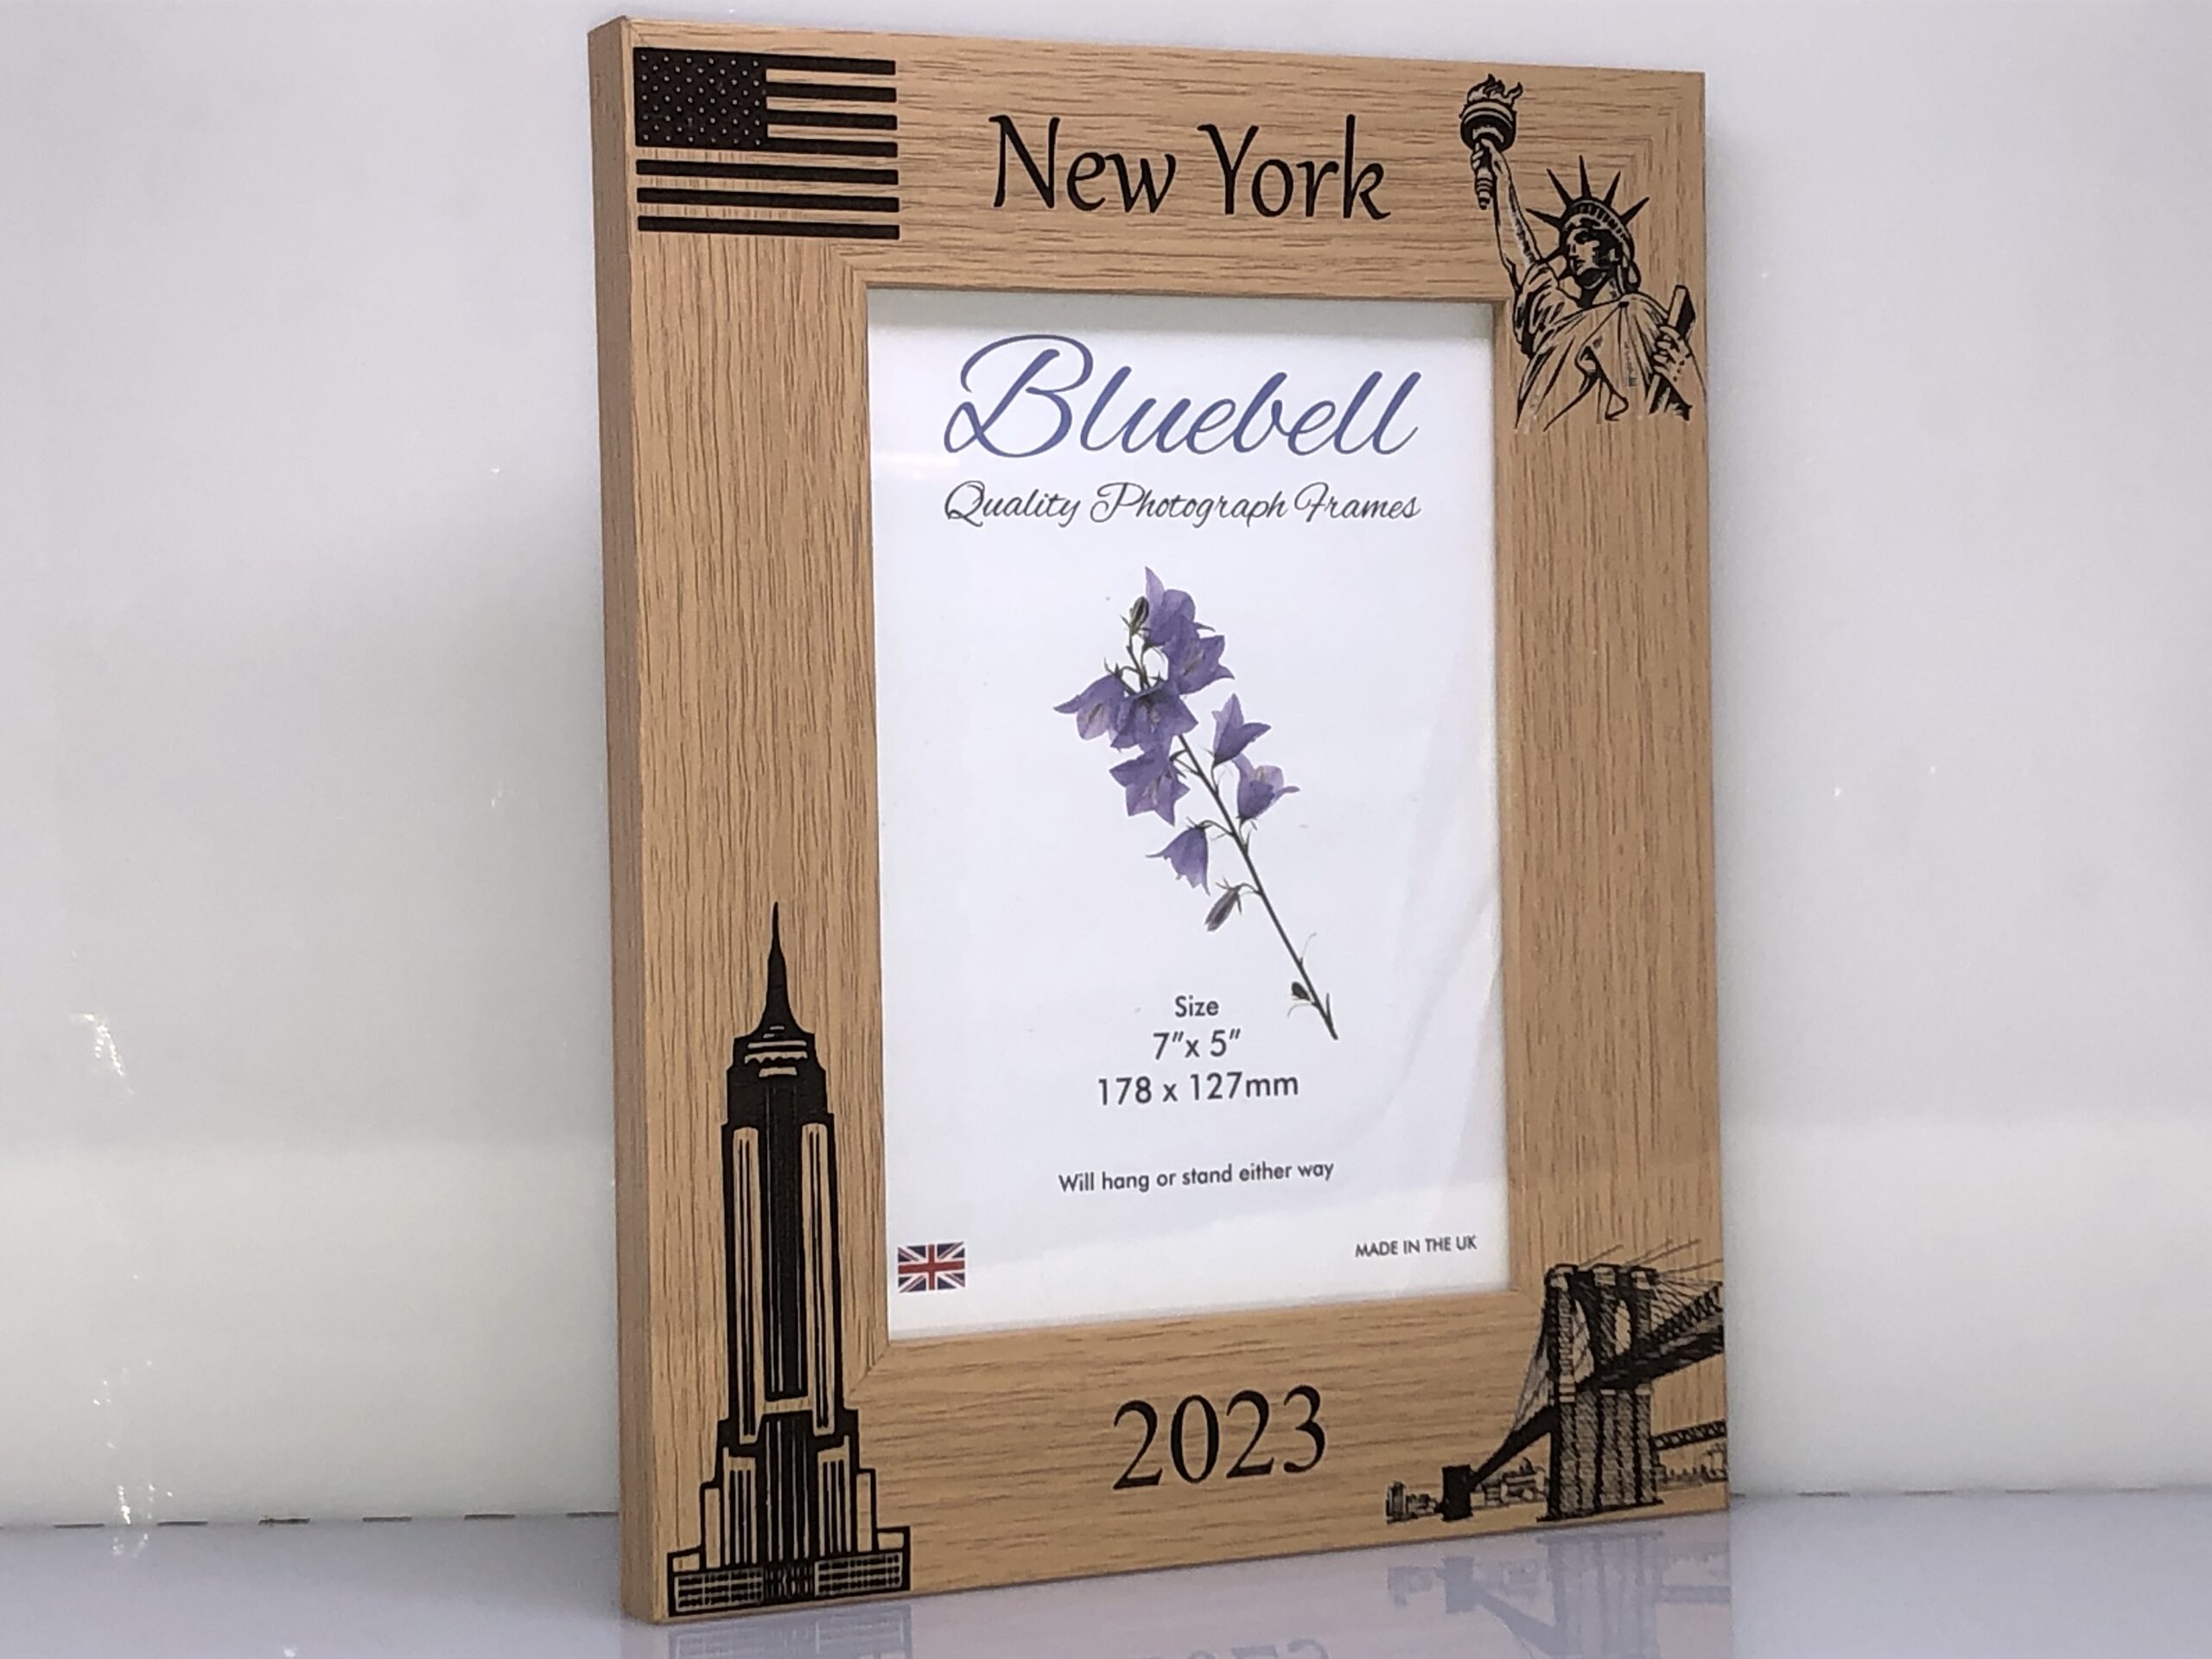 New York
Bluebell
Quality Photograph Frames
Size
7"x 5"
178 x 127mm
Will hang or stand either way
MADE IN THE UK
2023